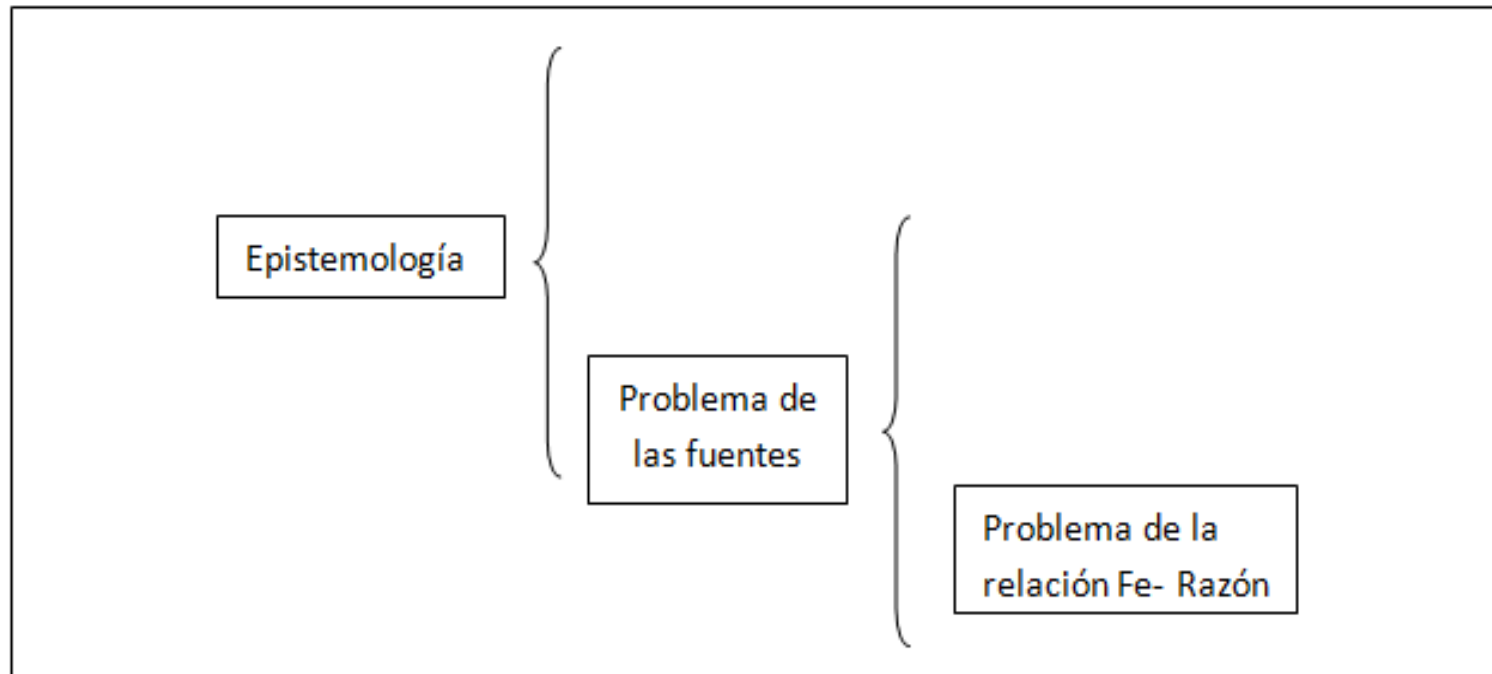 Epistemología
Problema de
las fuentes
Problema de la
relación Fe- Razón